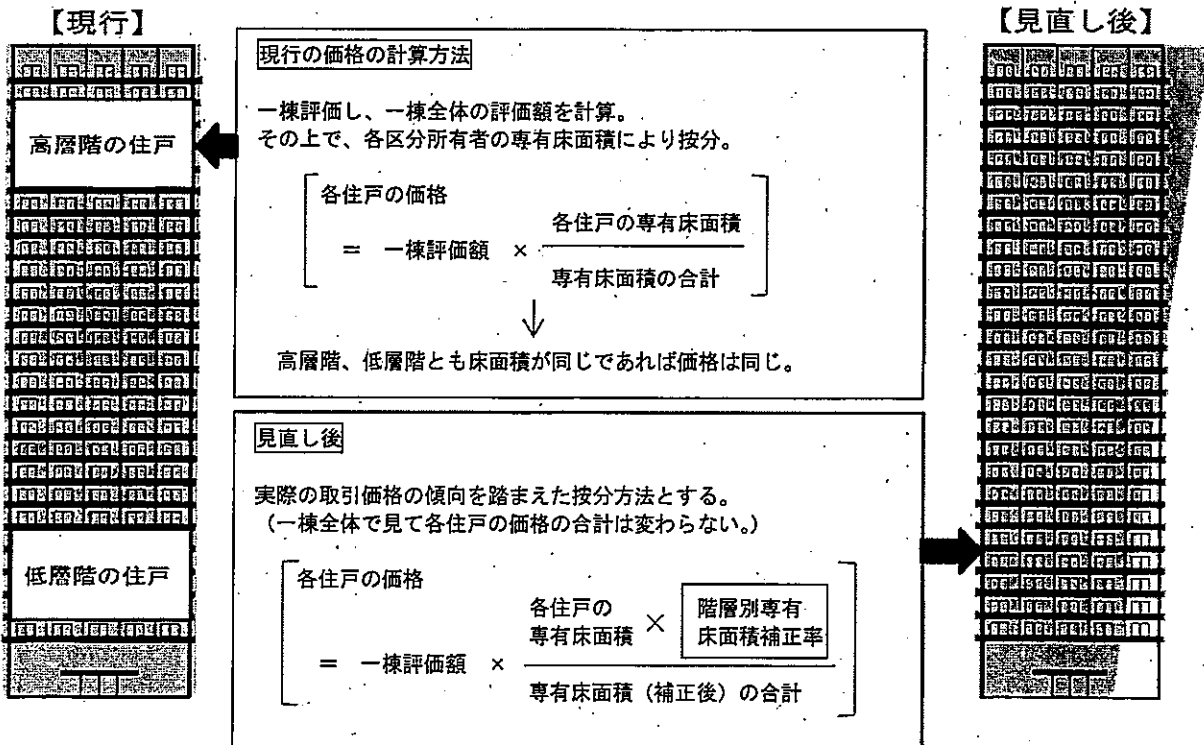 【現行】
高層階の住戸
低層階の住戸
現行の価格の計算方法
一棟評価し、一棟全体の評価額を計算。
その上で、各区分所有者の専有床面積により按分。
各住戸の価格
= 一棟評価額 × 各住戸の専有床面積
専有床面積の合計
↓
高層階、低層階とも床面積が同じであれば価格は同じ。
見直し後
実際の取引価格の傾向を踏まえた按分方法とする。
(一棟全体で見て各住戸の価格の合計は変わらない。)
各住戸の価格
各住戸の × 階層別専有
専有床面積 床面積補正率
= 一棟評価額 ×
専有床面積(補正後)の合計
【見直し後】